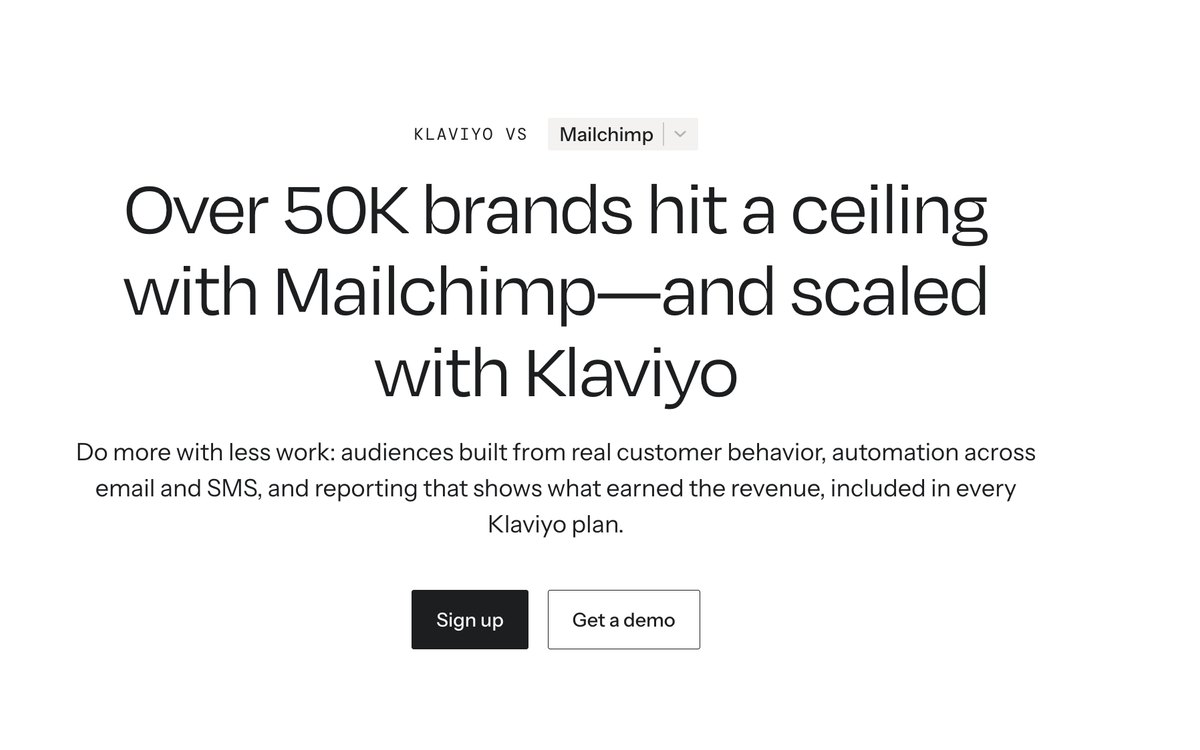 KLAVIYO VS Mailchimp
Over 50K brands hit a ceiling
with Mailchimp—and scaled
with Klaviyo
Do more with less work: audiences built from real customer behavior, automation across
email and SMS, and reporting that shows what earned the revenue, included in every
Klaviyo plan.
Sign up Get a demo